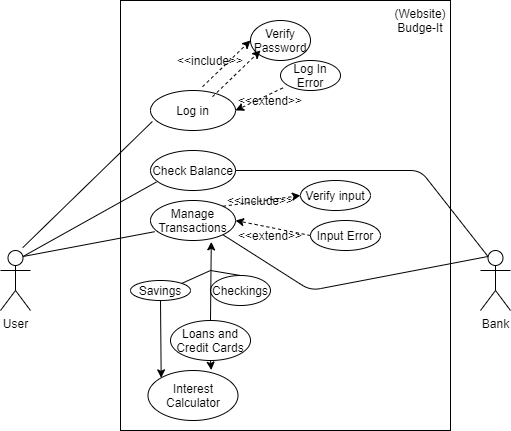 (Website)
Budge-It
Verify
Password
<<include>>
Log In
Error
<<extend>>
Log in
Check Balance
<<include>>
Verify input
Manage
Transactions
<<extend>>
Input Error
User
Bank
Savings
Checkings
Loans and
Credit Cards
Interest
Calculator